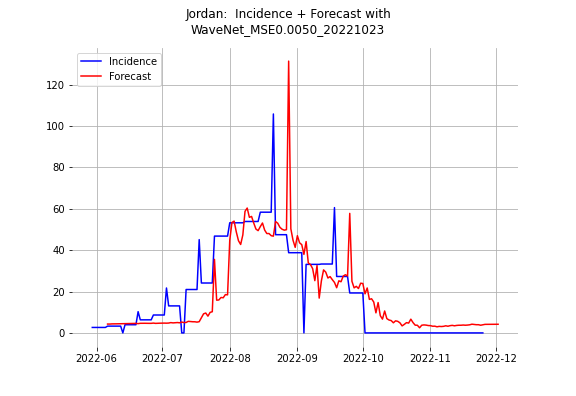 Jordan:  Incidence + Forecast with
WaveNet_MSE0.0050_20221023
Incidence
Forecast
120
100
80
60
40
20
0
2022-06 2022-07 2022-08 2022-09 2022-10 2022-11 2022-12